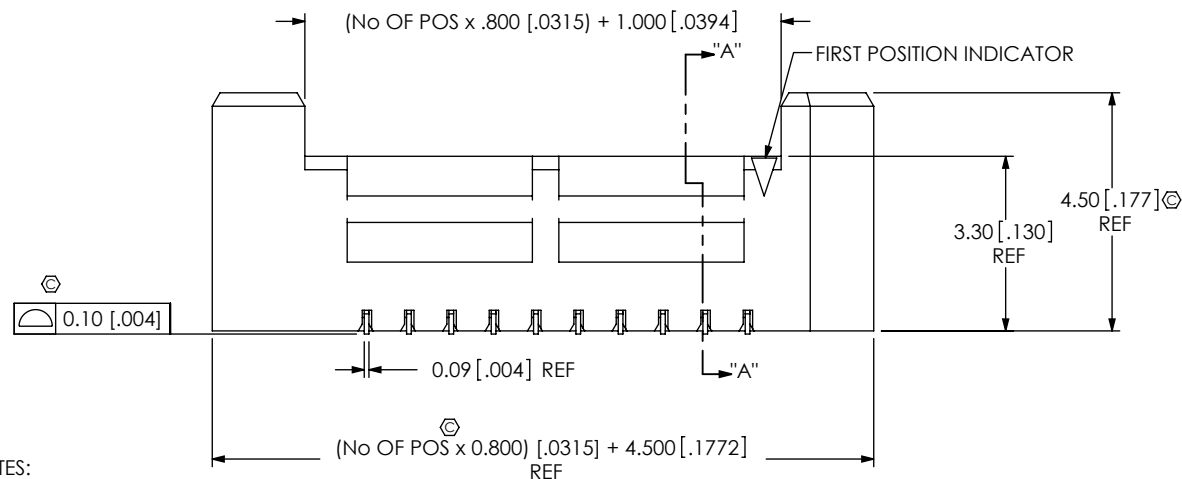 (No OF POS x .800 [.0315) + 1.000 [.0394]
"A"
FIRST POSITION INDICATOR
4.50 [.177] C
REF
3.30 [.130]
REF
C
0.10 [.004]
0.09 [.004] REF
"A"
C
(No OF POS x 0.800) [.0315] + 4.500 [.1772]
REF
TES: